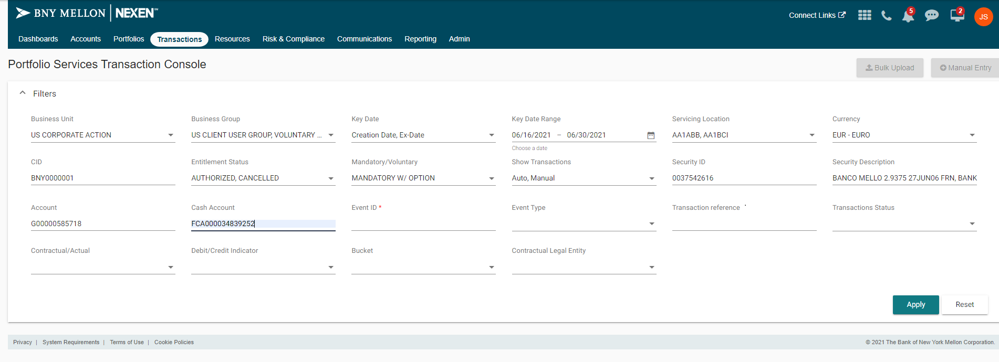 BNY MELLON | NEXEN℠
Connect Links
5
2
JS
Dashboards Accounts Portfolios Transactions Resources Risk & Compliance Communications Reporting Admin
Portfolio Services Transaction Console
Bulk Upload
Manual Entry
Filters
Business Unit Business Group Key Date Key Date Range Servicing Location Currency
US CORPORATE ACTION US CLIENT USER GROUP, VOLUNTARY ... Creation Date, Ex-Date 06/16/2021 – 06/30/2021 AA1ABB, AA1BCI EUR - EURO
Choose a date
CID Entitlement Status Mandatory/Voluntary Show Transactions Security ID Security Description
BNY0000001 AUTHORIZED, CANCELLED MANDATORY W/ OPTION Auto, Manual 0037542616 BANCO MELLO 2.9375 27JUN06 FRN, BANK
Account Cash Account Event ID * Event Type Transaction reference Transactions Status
G00000585718 FCA000034839252
Contractual/Actual Debit/Credit Indicator Bucket Contractual Legal Entity
Apply Reset
Privacy | System Requirements | Terms of Use | Cookie Policies
© 2021 The Bank of New York Mellon Corporation.